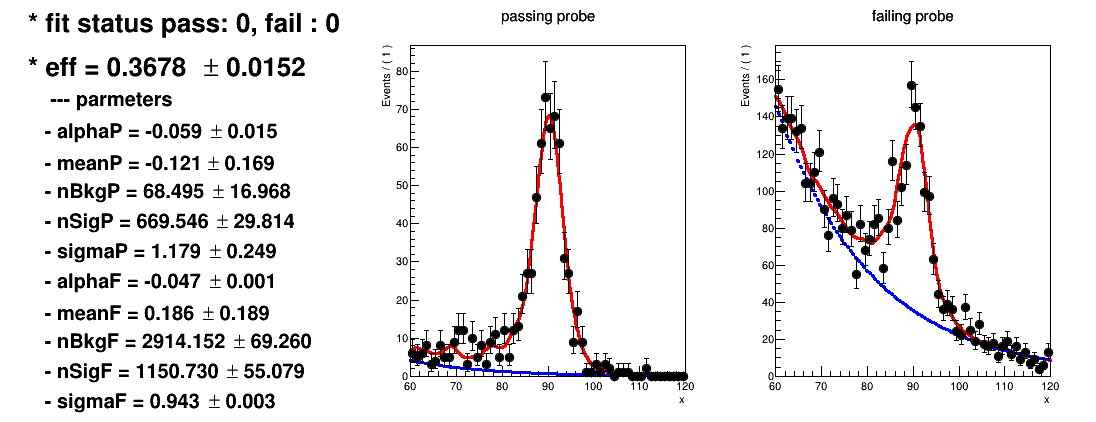 * fit status pass: 0, fail : 0
* eff = 0.3678 ± 0.0152
--- parmeters
- alphaP = -0.059 ± 0.015
- meanP = -0.121 ± 0.169
- nBkgP = 68.495 ± 16.968
- nSigP = 669.546 ± 29.814
- sigmaP = 1.179 ± 0.249
- alphaF = -0.047 ± 0.001
- meanF = 0.186 ± 0.189
- nBkgF = 2914.152 ± 69.260
- nSigF = 1150.730 ± 55.079
- sigmaF = 0.943 ± 0.003
passing probe
Events / ( 1 )
80
70
60
50
40
30
20
10
0
60 70 80 90 100 110 120
x
failing probe
Events / ( 1 )
160
140
120
100
80
60
40
20
0
60 70 80 90 100 110 120
x